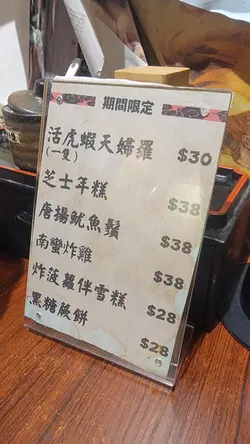 期間限定
活虎蝦天婦羅
(一隻)
$30
芝士年糕
$38
唐揚魷魚鬚
$38
南蠻炸雞
$38
炸菠蘿伴雪糕
$28
黑糖蕨餅
$28